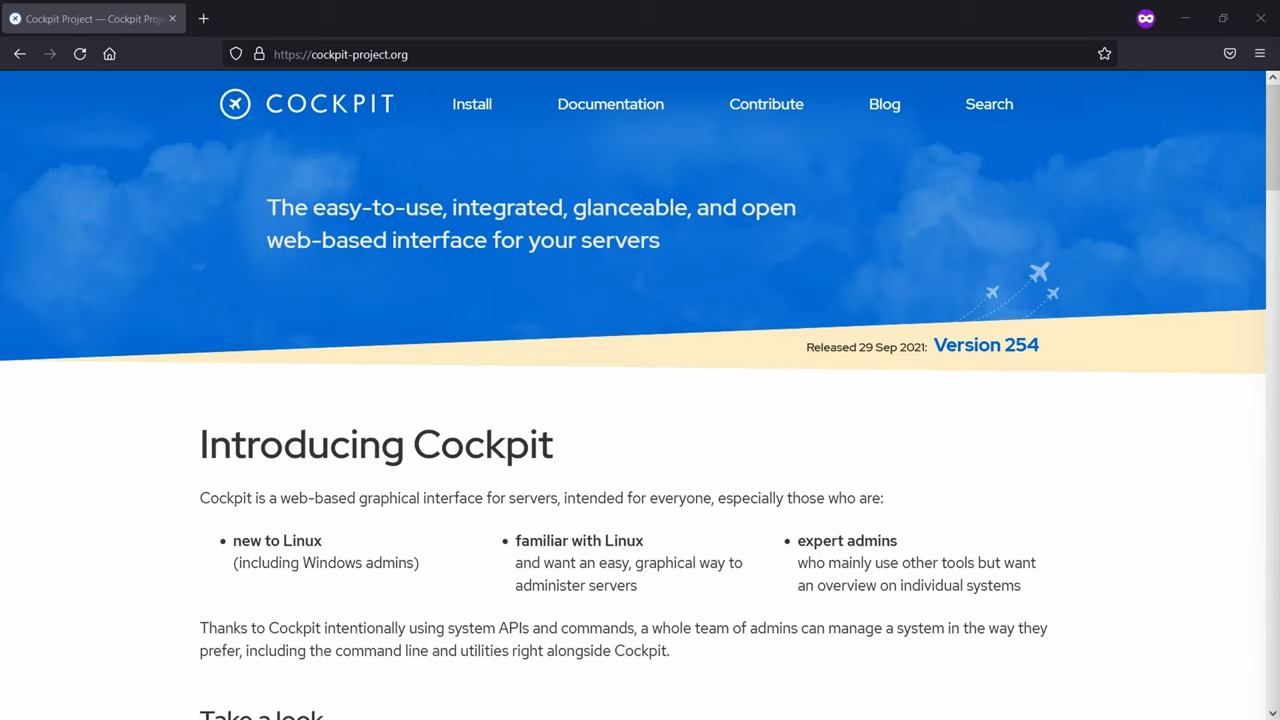 Cockpit Project — Cockpit Proj
https://cockpit-project.org
COCKPIT
Install
Documentation
Contribute
Blog
Search
The easy-to-use, integrated, glanceable, and open
web-based interface for your servers
Released 29 Sep 2021: Version 254
Introducing Cockpit
Cockpit is a web-based graphical interface for servers, intended for everyone, especially those who are:
• new to Linux
(including Windows admins)
• familiar with Linux
and want an easy, graphical way to
administer servers
• expert admins
who mainly use other tools but want
an overview on individual systems
Thanks to Cockpit intentionally using system APIs and commands, a whole team of admins can manage a system in the way they
prefer, including the command line and utilities right alongside Cockpit.
Take a look